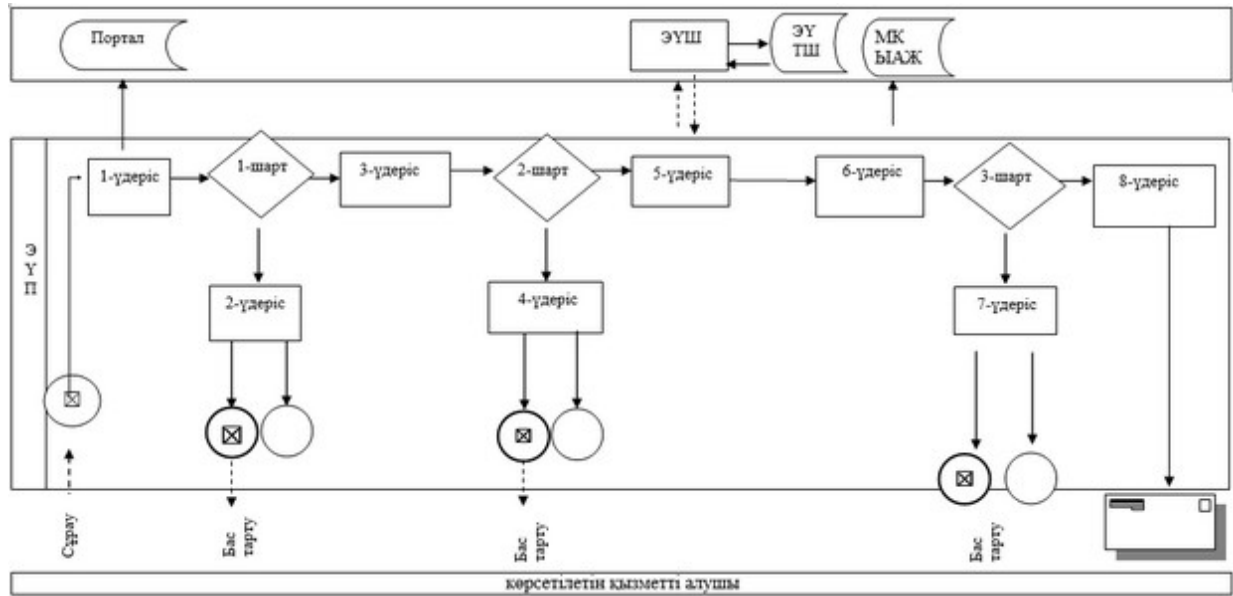 Портал
ЭҮШ
ЭҮ
ТШ
МК
ЫАЖ
1-үдеріс
1-шарт
3-үдеріс
2-шарт
5-үдеріс
6-үдеріс
3-шарт
8-үдеріс
Э
Ү
П
2-үдеріс
4-үдеріс
7-үдеріс
Сұрау
Бас
тарту
Бас
тарту
Бас
тарту
көрсетілетін қызметті алушы